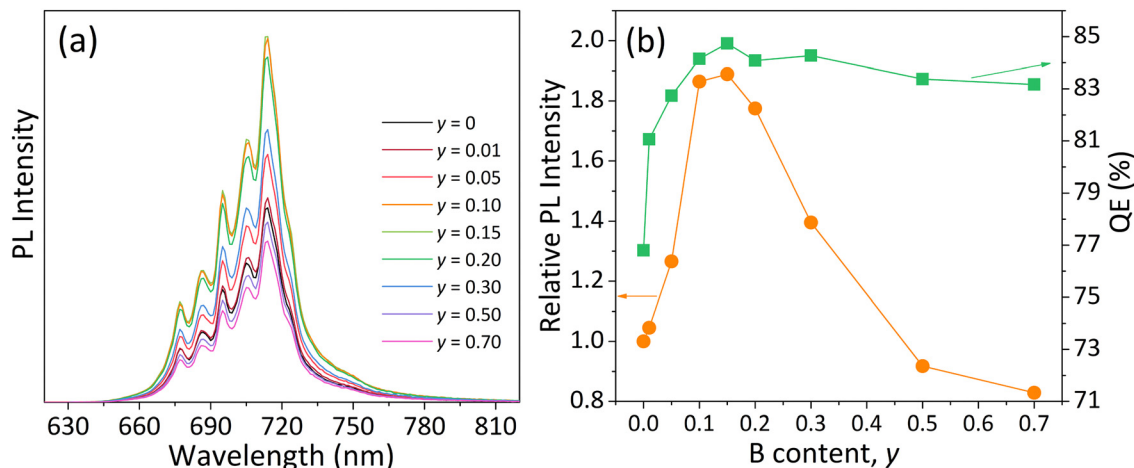 (a)
PL Intensity
y = 0
y = 0.01
y = 0.05
y = 0.10
y = 0.15
y = 0.20
y = 0.30
y = 0.50
y = 0.70
630 660 690 720 750 780 810
Wavelength (nm)
(b)
Relative PL Intensity
2.0
1.8
1.6
1.4
1.2
1.0
0.8
0.0 0.1 0.2 0.3 0.4 0.5 0.6 0.7
B content, y
85
83
81
79
77
75
73
71
QE (%)